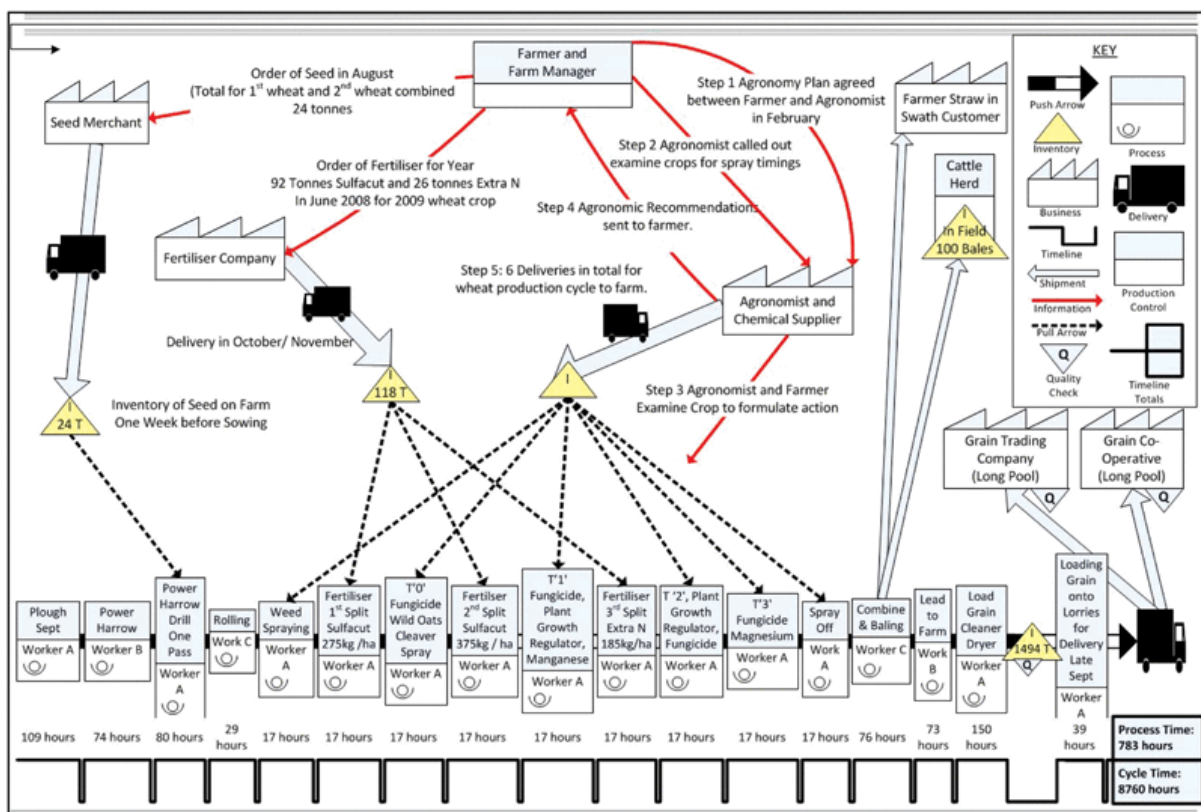 Farmer and
Farm Manager
Order of Seed in August
(Total for 1st wheat and 2nd wheat combined
24 tonnes
Seed Merchant
Step 1 Agronomy Plan agreed
between Farmer and Agronomist
in February
Farmer Straw in
Swath Customer
Step 2 Agronomist called out
examine crops for spray timings
Order of Fertiliser for Year
92 Tonnes Sulfacut and 26 tonnes Extra N
In June 2008 for 2009 wheat crop
Cattle
Herd
I
In Field
100 Bales
Step 4 Agronomic Recommendations
sent to farmer.
Fertiliser Company
Step 5: 6 Deliveries in total for
wheat production cycle to farm.
Agronomist and
Chemical Supplier
Delivery in October/ November
I
118 T
I
Step 3 Agronomist and Farmer
Examine Crop to formulate action
I
24 T
Inventory of Seed on Farm
One Week before Sowing
KEY
Push Arrow
Inventory
Process
Business
Delivery
Timeline
Shipment
Production
Control
Information
Pull Arrow
Q
Quality
Check
Timeline
Totals
Grain Trading
Company
(Long Pool)
Q
Grain Co-
Operative
(Long Pool)
Q
Plough
Sept
Worker A
Power
Harrow
Worker B
Power
Harrow
Drill
One
Pass
Worker
A
Rolling
Work C
Weed
Spraying
Worker
A
Fertiliser
1st Split
Sulfacut
275kg /ha
Worker A
T'0'
Fungicide
Wild Oats
Cleaver
Spray
Worker A
Fertilser
2nd Split
Sulfacut
375kg / ha
Worker A
T'1'
Fungicide,
Plant
Growth
Regulator,
Manganese
Worker A
Fertiliser
3rd Split
Extra N
185kg/ha
Worker A
T '2', Plant
Growth
Regulator,
Fungicide
Worker A
T'3'
Fungicide
Magnesium
Worker A
Spray
Off
Work
A
Combine
& Baling
Worker C
Lead
to
Farm
Work
B
Load
Grain
Cleaner
Dryer
Worker A
I
1494 T
Q
Loading
Grain
onto
Lorries
for
Delivery
Late
Sept
Worker
A
109 hours
74 hours
80 hours
29
hours
17 hours
17 hours
17 hours
17 hours
17 hours
17 hours
17 hours
17 hours
17 hours
76 hours
73
hours
150
hours
39
hours
Process Time:
783 hours
Cycle Time:
8760 hours